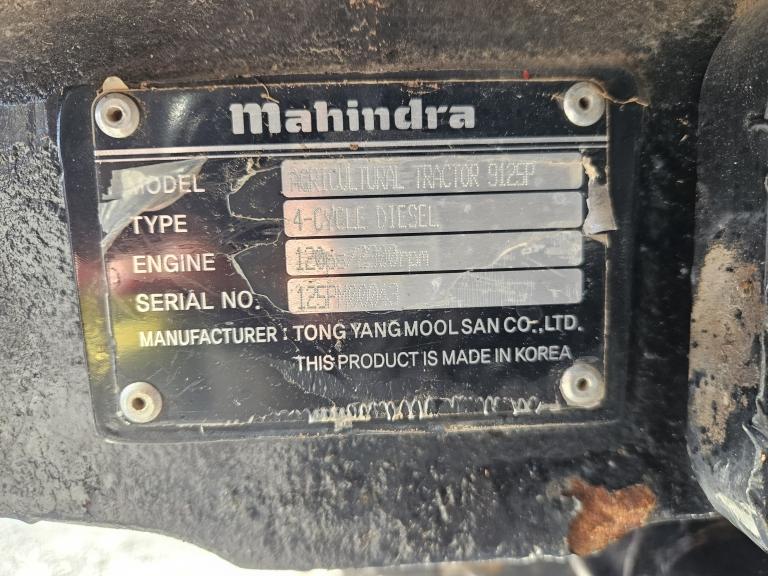 Mahindra
MODEL AGRICULTURAL TRACTOR 9125P
TYPE 4-CYCLE DIESEL
ENGINE
SERIAL NO.
MANUFACTURER : TONG YANG MOOL SAN CO.,LTD.
THIS PRODUCT IS MADE IN KOREA